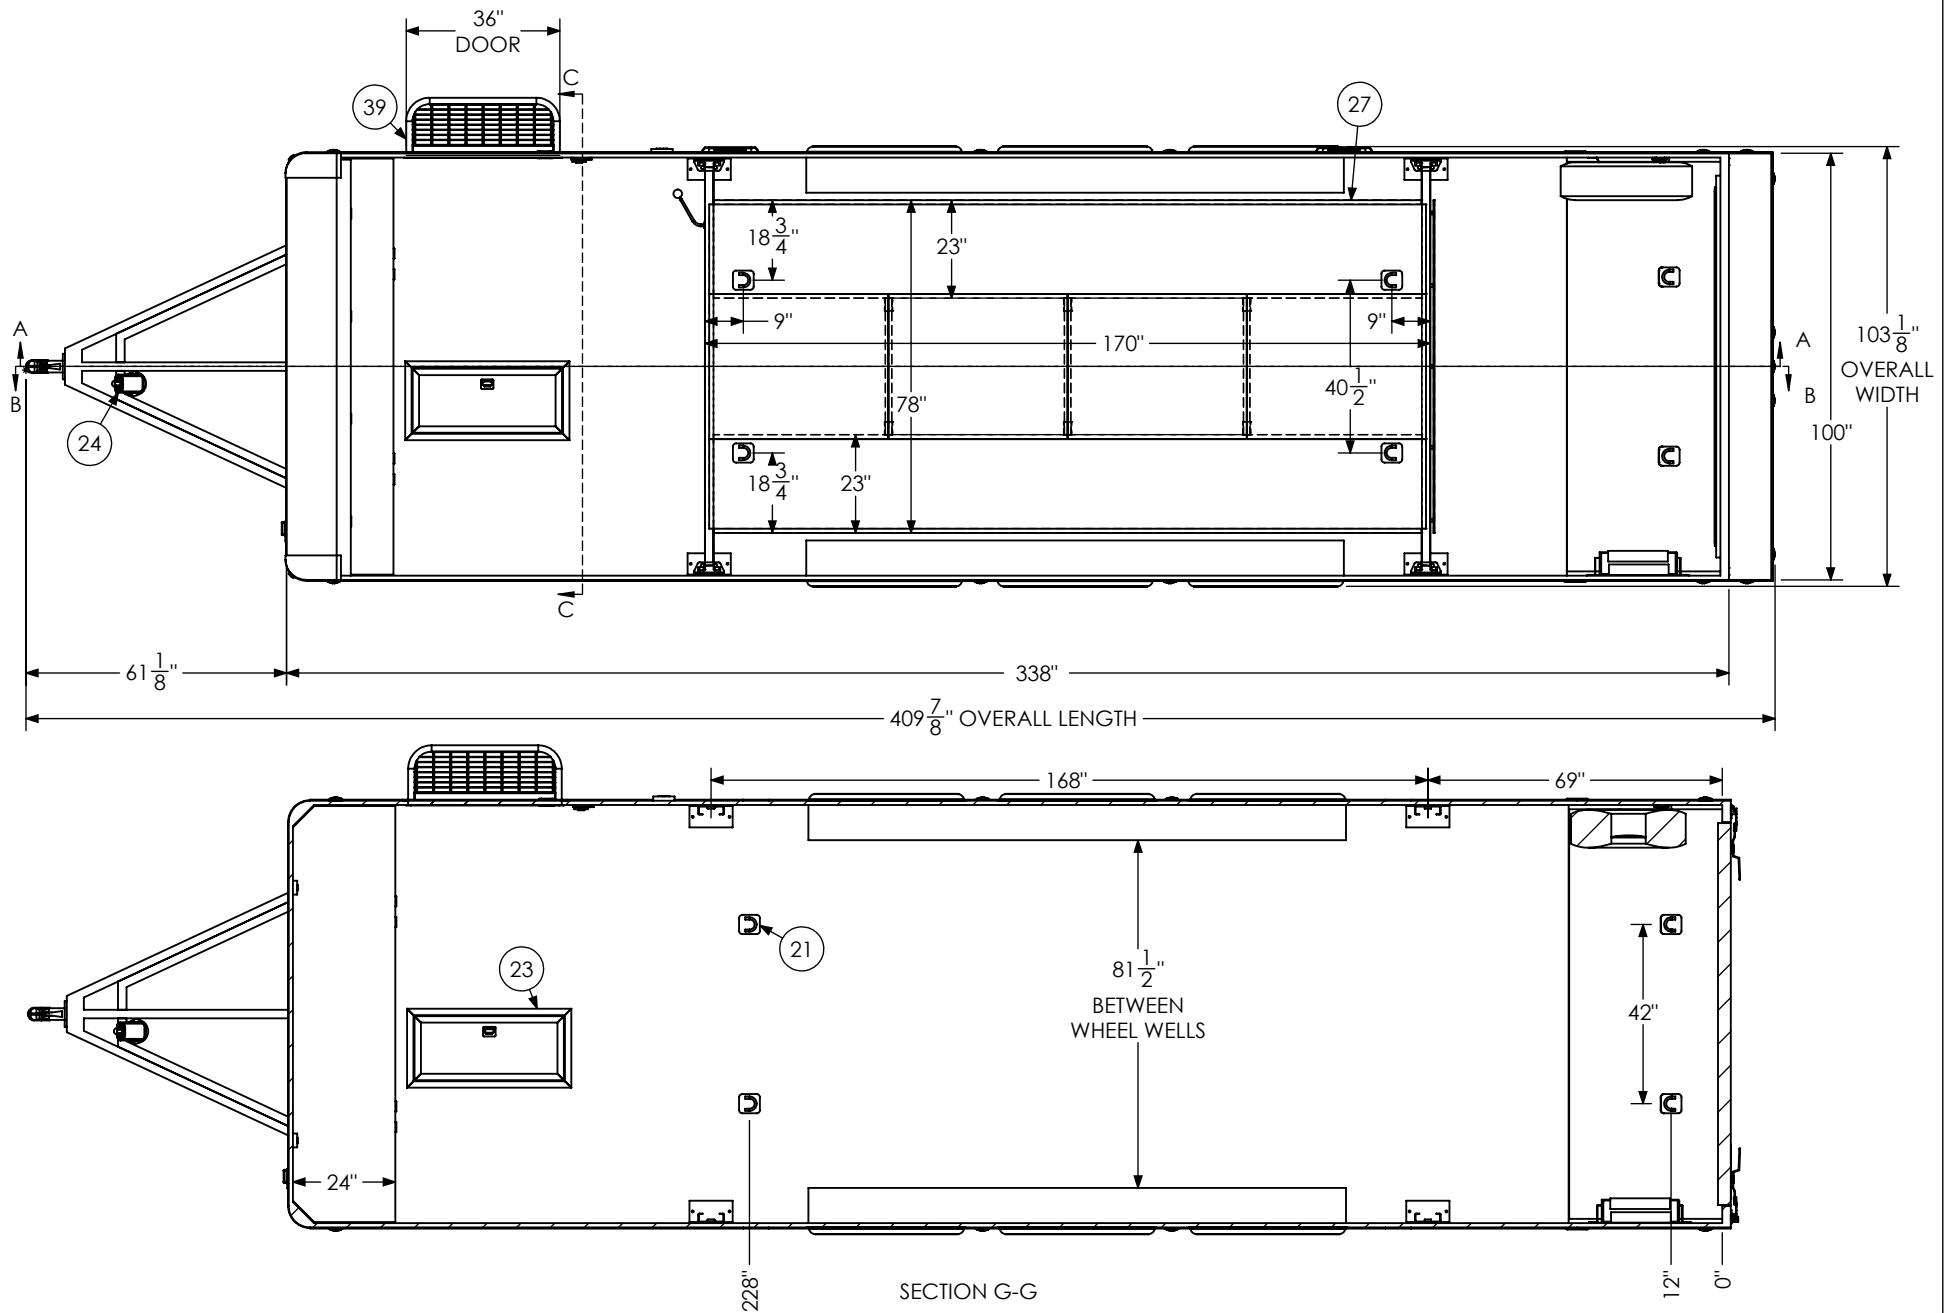 36"
DOOR
C
39
27
18 3/4"
23"
9"
9"
170"
A
A
103 1/8"
OVERALL
WIDTH
B
B
40 1/2"
78"
100"
24
18 3/4"
23"
C
61 1/8"
338"
409 7/8" OVERALL LENGTH
168"
69"
21
23
81 1/2"
BETWEEN
WHEEL WELLS
42"
24"
228"
12"
0"
SECTION G-G